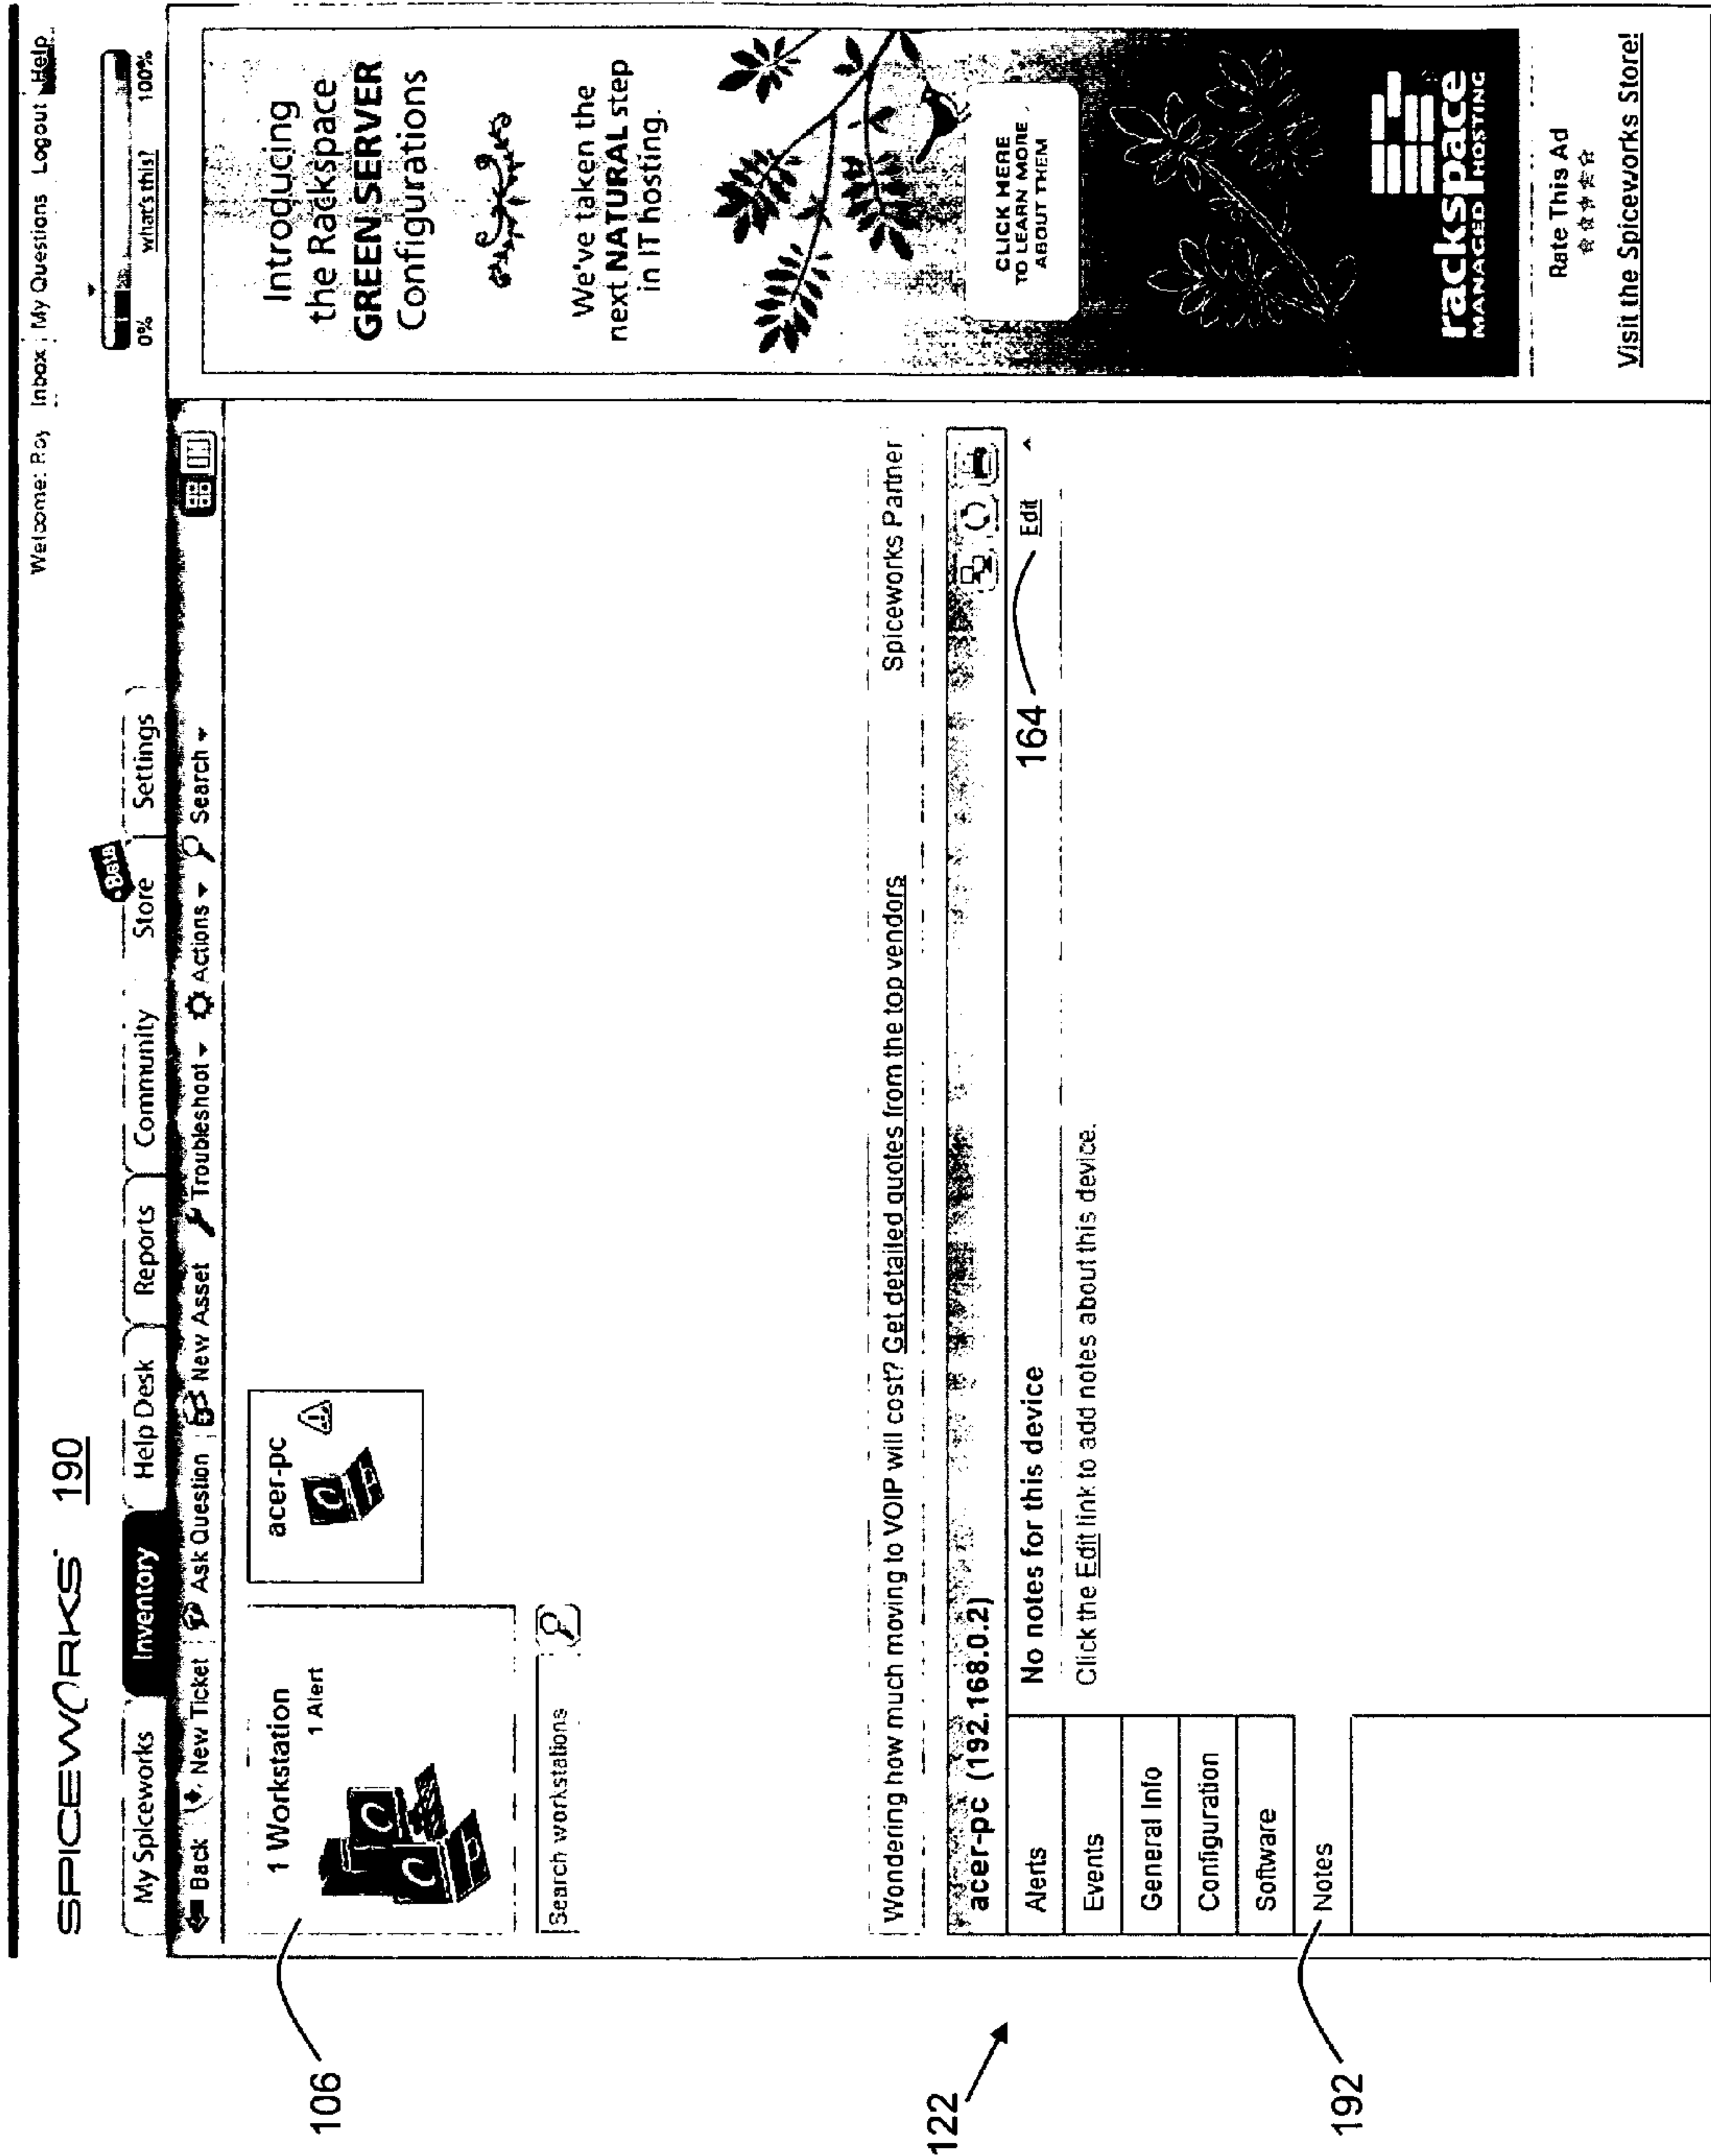 Welcome: Roy Inbox My Questions Logout Help
SPICEWORKS 190
0% what's this? 100%
My Spiceworks Inventory Help Desk Reports Community Store Beta Settings
Back New Ticket Ask Question New Asset Troubleshoot Actions Search
106
1 Workstation
1 Alert
acer-pc
Search workstations
Wondering how much moving to VOIP will cost? Get detailed quotes from the top vendors Spiceworks Partner
122
acer-pc (192.168.0.2)
Alerts
Events
General Info
Configuration
Software
Notes
192
No notes for this device
164
Edit
Click the Edit link to add notes about this device.
Introducing
the Rackspace
GREEN SERVER
Configurations
We've taken the
next NATURAL step
in IT hosting.
CLICK HERE
TO LEARN MORE
ABOUT THEM
rackspace
MANAGED HOSTING
Rate This Ad
Visit the Spiceworks Store!